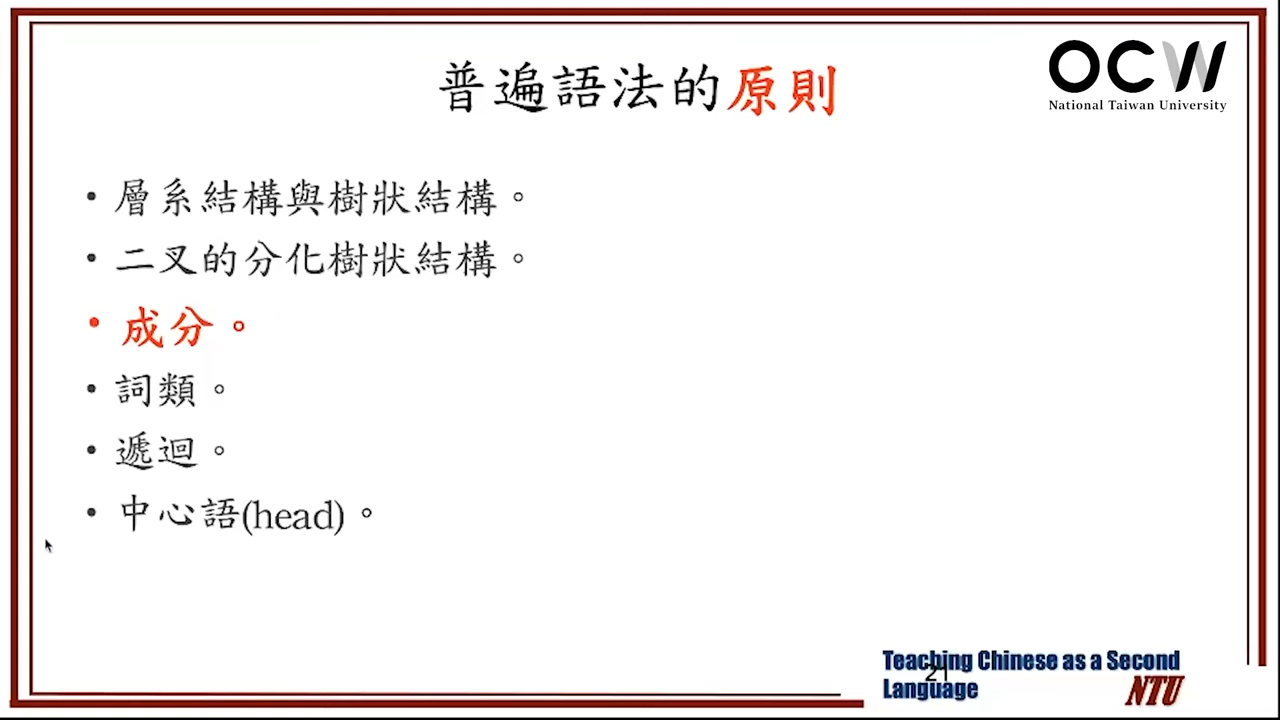 普遍語法的原則
OCW
National Taiwan University
• 層系結構與樹狀結構。
• 二叉的分化樹狀結構。
• 成分。
• 詞類。
• 遞迴。
• 中心語(head)。
Teaching Chinese as a Second
Language
21
NTU